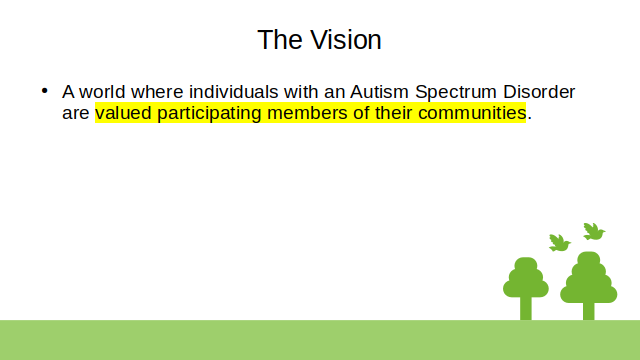 The Vision
• A world where individuals with an Autism Spectrum Disorder
are valued participating members of their communities.